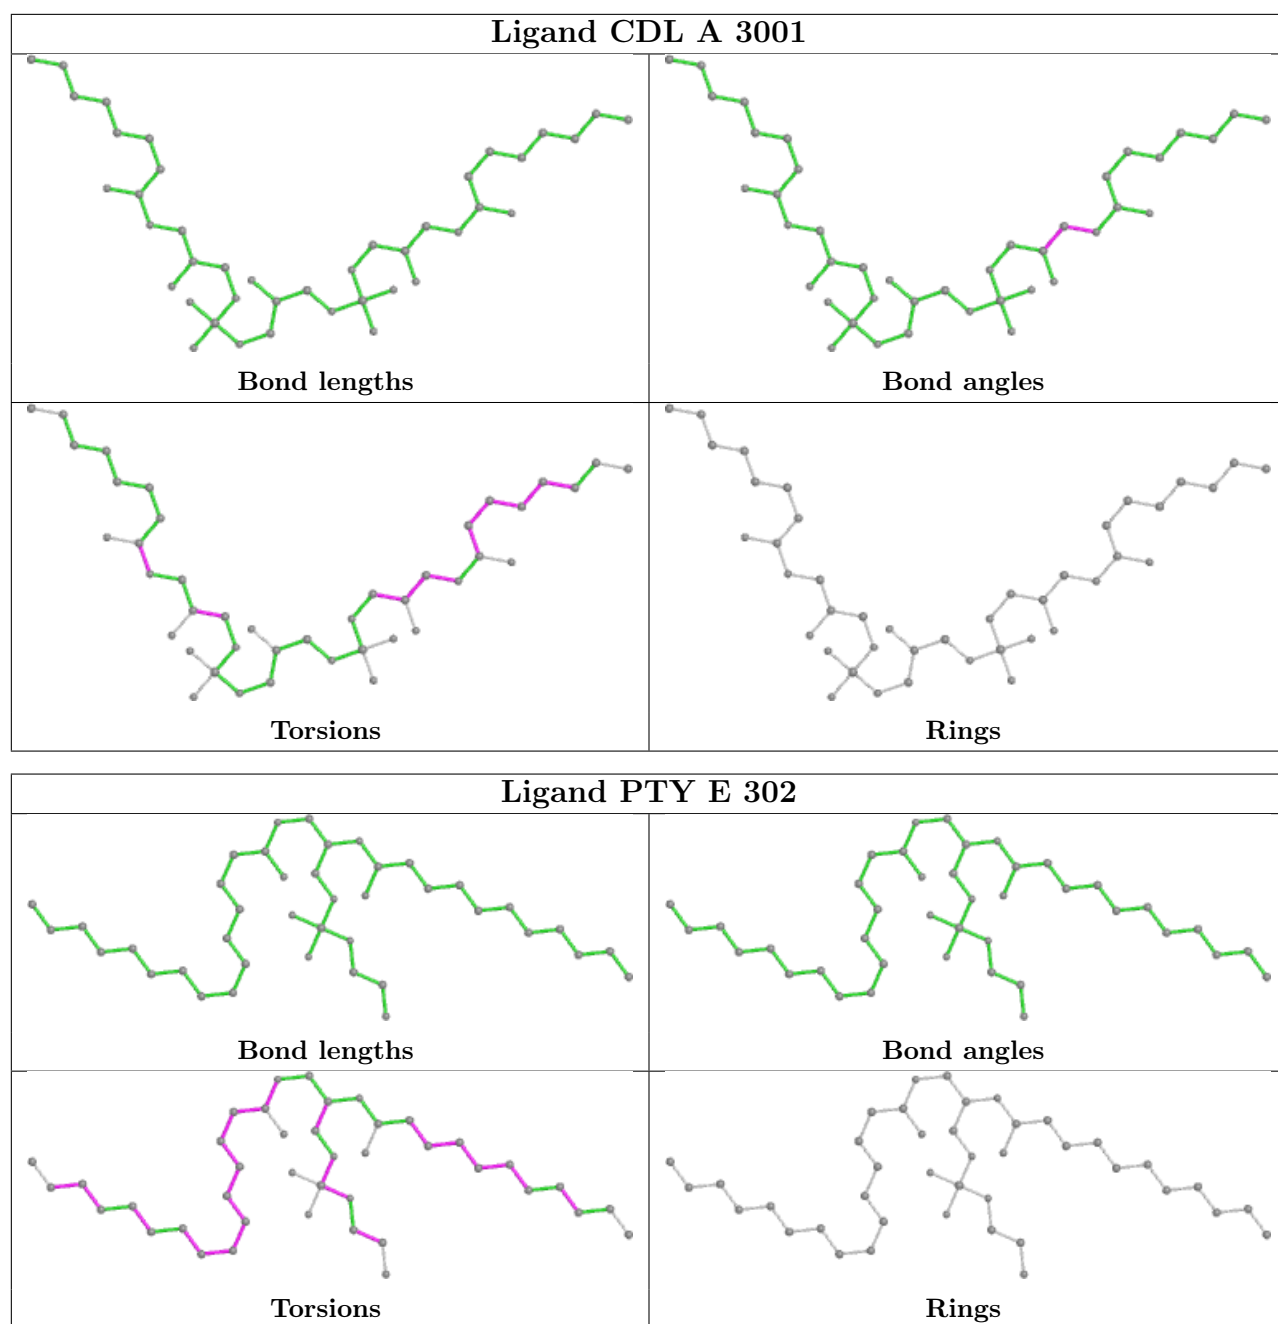 Ligand CDL A 3001
Bond lengths
Bond angles
Torsions
Rings
Ligand PTY E 302
Bond lengths
Bond angles
Torsions
Rings